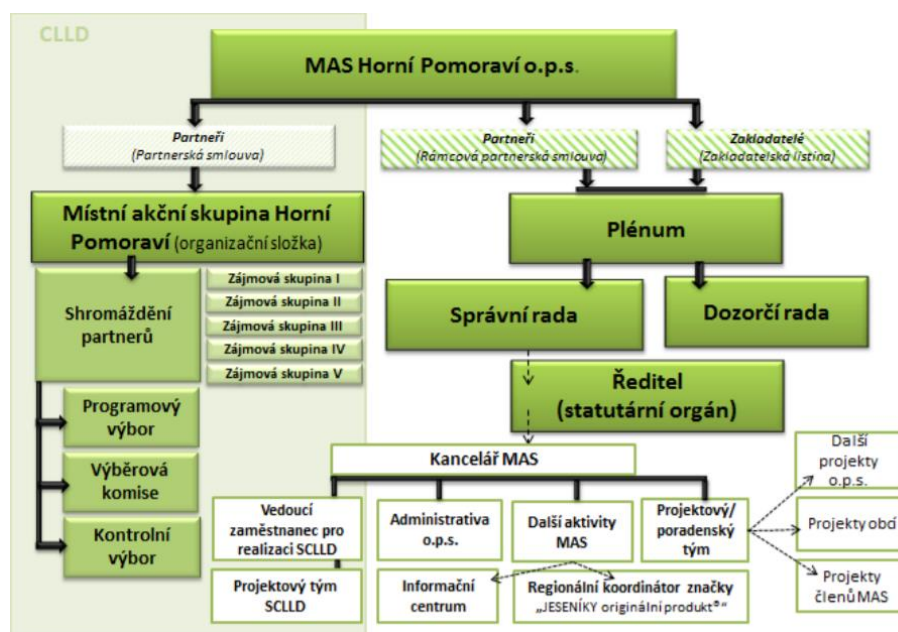 CLLD
MAS Horní Pomoraví o.p.s.
Partneři
(Partnerská smlouva)
Partneři
(Rámcová partnerská smlouva)
Zakladatelé
(Zakladatelská listina)
Místní akční skupina Horní
Pomoraví (organizační složka)
Plénum
Shromáždění
partnerů
Zájmová skupina I
Zájmová skupina II
Zájmová skupina III
Zájmová skupina IV
Zájmová skupina V
Správní rada
Dozorčí rada
Ředitel
(statutární orgán)
Programový
výbor
Výběrová
komise
Kontrolní
výbor
Kancelář MAS
Vedoucí
zaměstnanec pro
realizaci SCLLD
Administrativa
o.p.s.
Další aktivity
MAS
Projektový/
poradenský
tým
Další
projekty
o.p.s.
Projekty obcí
Projekty
členů MAS
Projektový tým
SCLLD
Informační
centrum
Regionální koordinátor značky
„JESENÍKY originální produkt®“